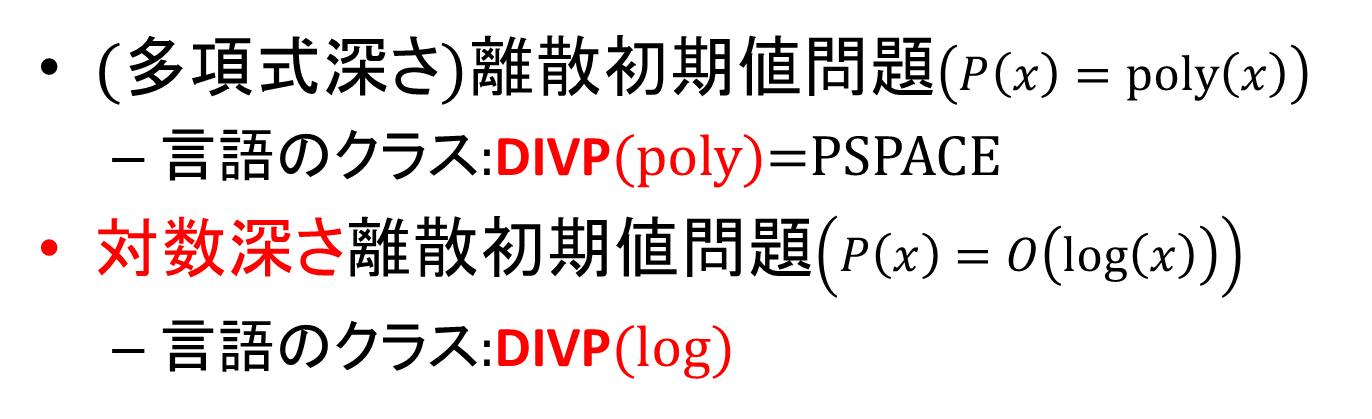 • (多項式深さ)離散初期値問題(P(x) = poly(x))
– 言語のクラス:DIVP(poly)=PSPACE
• 対数深さ離散初期値問題(P(x) = O(log(x)))
– 言語のクラス:DIVP(log)